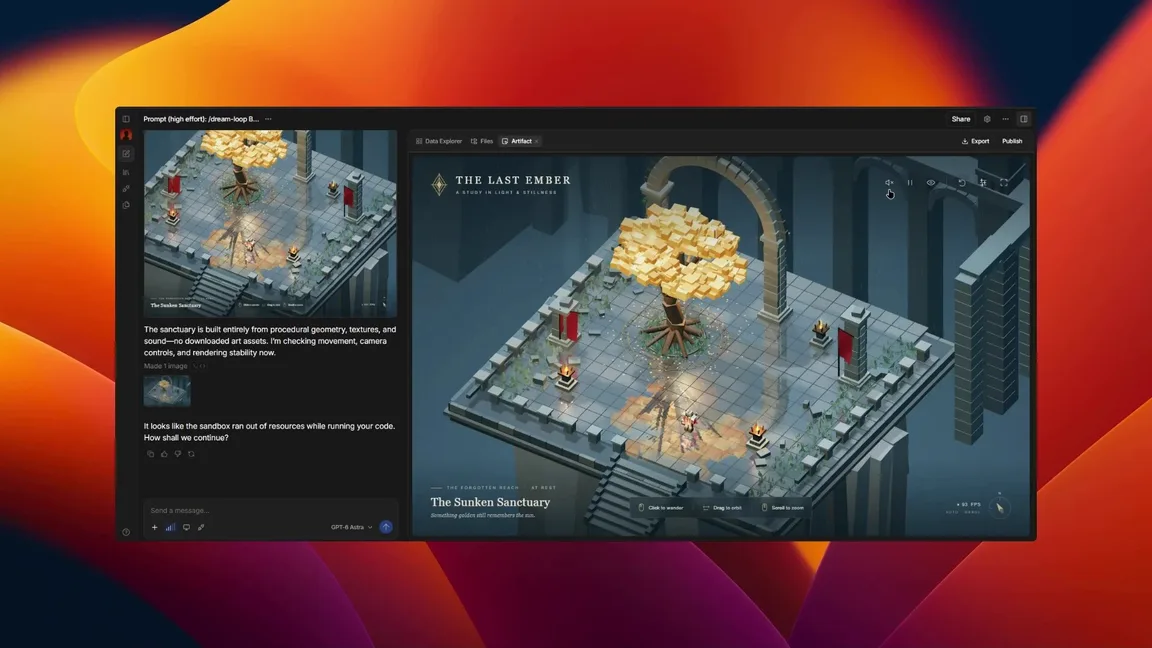 Prompt (high effort): /dream-loop B...
Share
Data Explorer
Files
Artifact
Export
Publish
The Sunken Sanctuary
The sanctuary is built entirely from procedural geometry, textures, and
sound—no downloaded art assets. I'm checking movement, camera
controls, and rendering stability now.
Made 1 image
It looks like the sandbox ran out of resources while running your code.
How shall we continue?
Send a message...
GPT-6 Astra
THE LAST EMBER
A STUDY IN LIGHT & STILLNESS
THE FORGOTTEN REACH AT REST
The Sunken Sanctuary
Something golden still remembers the sun.
Click to wander
Drag to orbit
Scroll to zoom
FPS